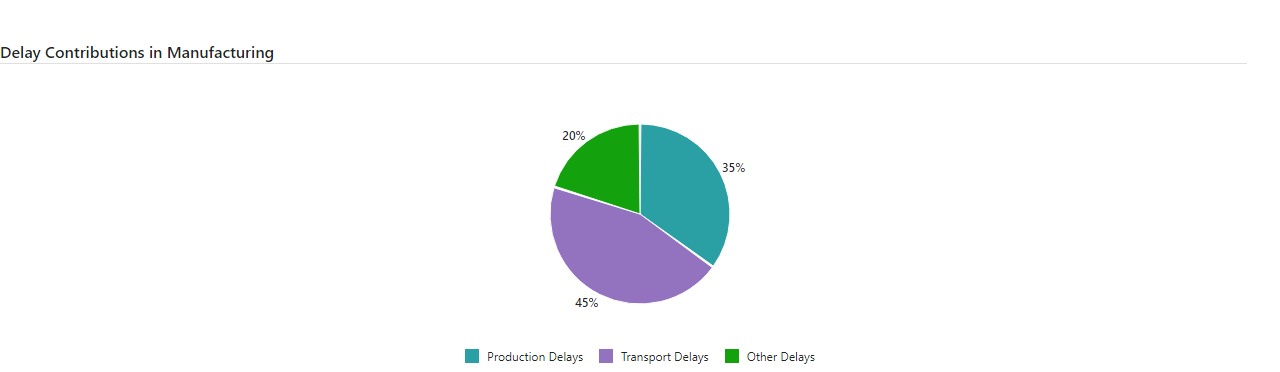 Delay Contributions in Manufacturing
20%
35%
45%
Production Delays Transport Delays Other Delays